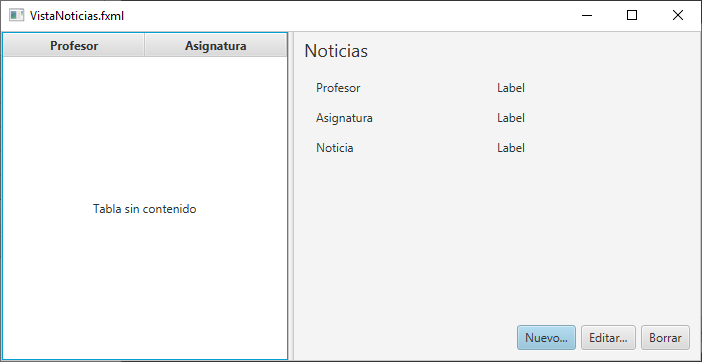 VistaNoticias.fxml
Profesor Asignatura
Tabla sin contenido
Noticias
Profesor Label
Asignatura Label
Noticia Label
Nuevo... Editar... Borrar